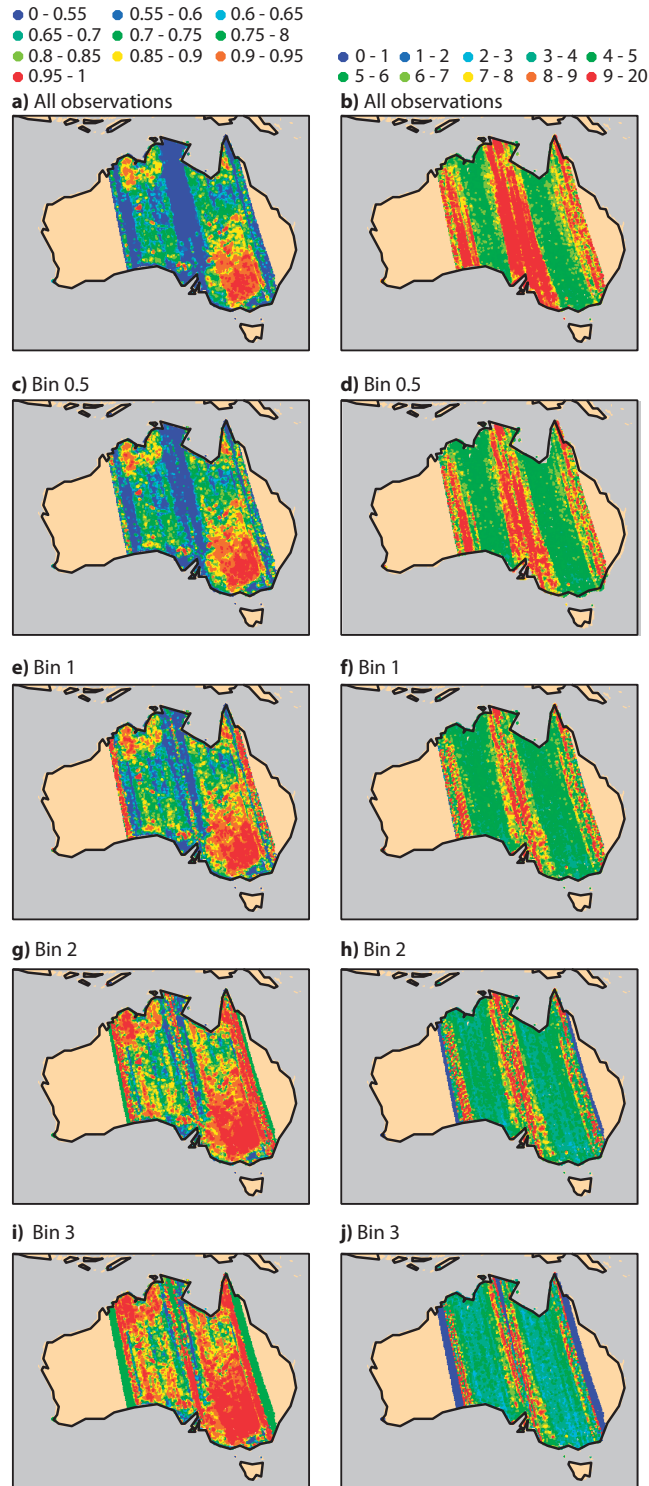 0 - 0.55 0.55 - 0.6 0.6 - 0.65
0.65 - 0.7 0.7 - 0.75 0.75 - 8
0.8 - 0.85 0.85 - 0.9 0.9 - 0.95
0.95 - 1
0 - 1 1 - 2 2 - 3 3 - 4 4 - 5
5 - 6 6 - 7 7 - 8 8 - 9 9 - 20
a) All observations
b) All observations
c) Bin 0.5
d) Bin 0.5
e) Bin 1
f) Bin 1
g) Bin 2
h) Bin 2
i) Bin 3
j) Bin 3